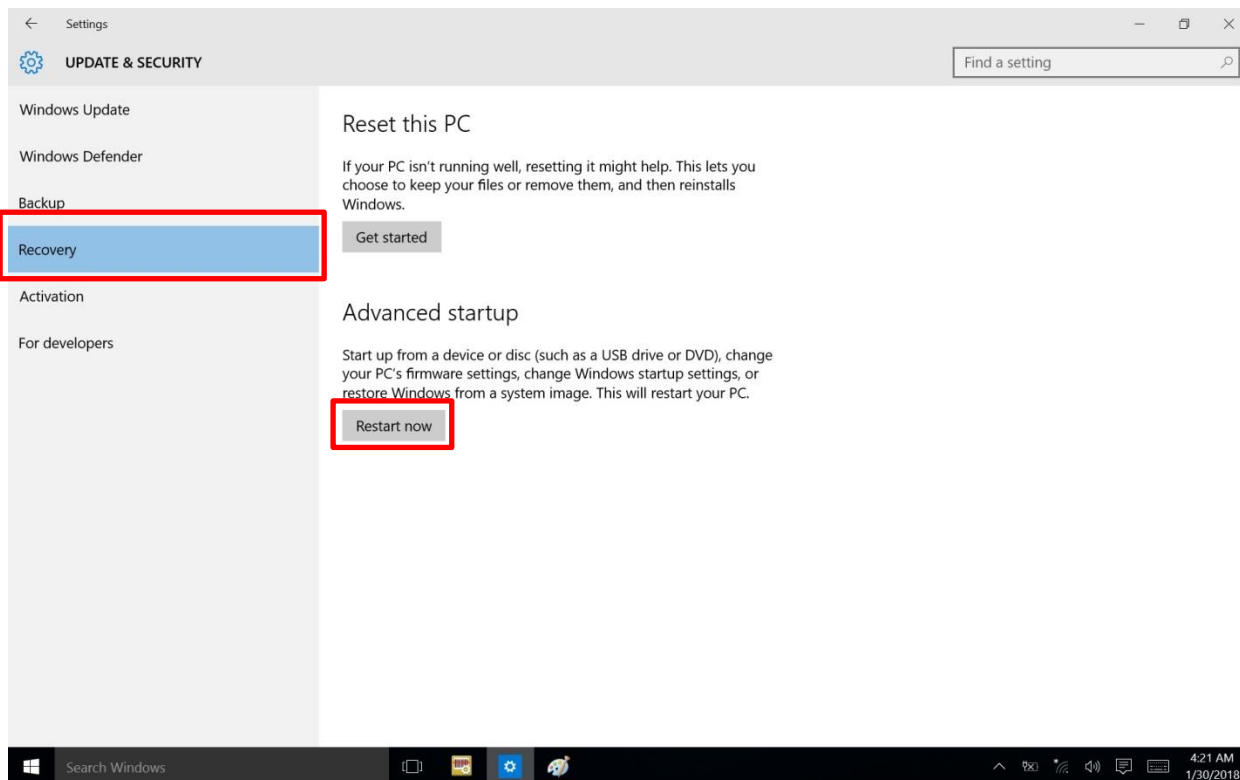 Settings
UPDATE & SECURITY
Find a setting
Windows Update
Windows Defender
Backup
Recovery
Activation
For developers
Reset this PC
If your PC isn't running well, resetting it might help. This lets you
choose to keep your files or remove them, and then reinstalls
Windows.
Get started
Advanced startup
Start up from a device or disc (such as a USB drive or DVD), change
your PC's firmware settings, change Windows startup settings, or
restore Windows from a system image. This will restart your PC.
Restart now
Search Windows
4:21 AM
1/30/2018